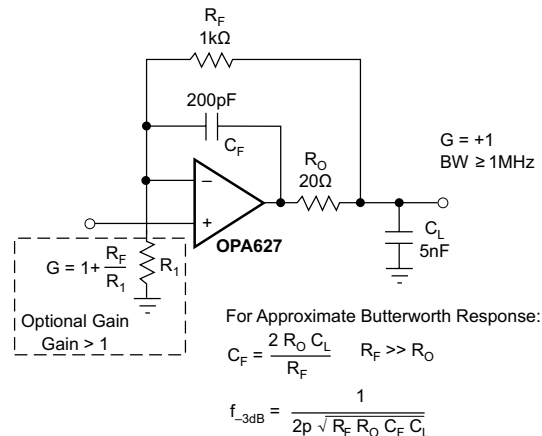 R_F
1kΩ
200pF
C_F
G = +1
BW ≥ 1MHz
R_O
20Ω
–
+
OPA627
C_L
5nF
G = 1 + R_F / R_1
R_1
Optional Gain
Gain > 1
For Approximate Butterworth Response:
C_F = 2 R_O C_L / R_F R_F >> R_O
f_–3dB = 1 / 2p √ R_F R_O C_F C_L